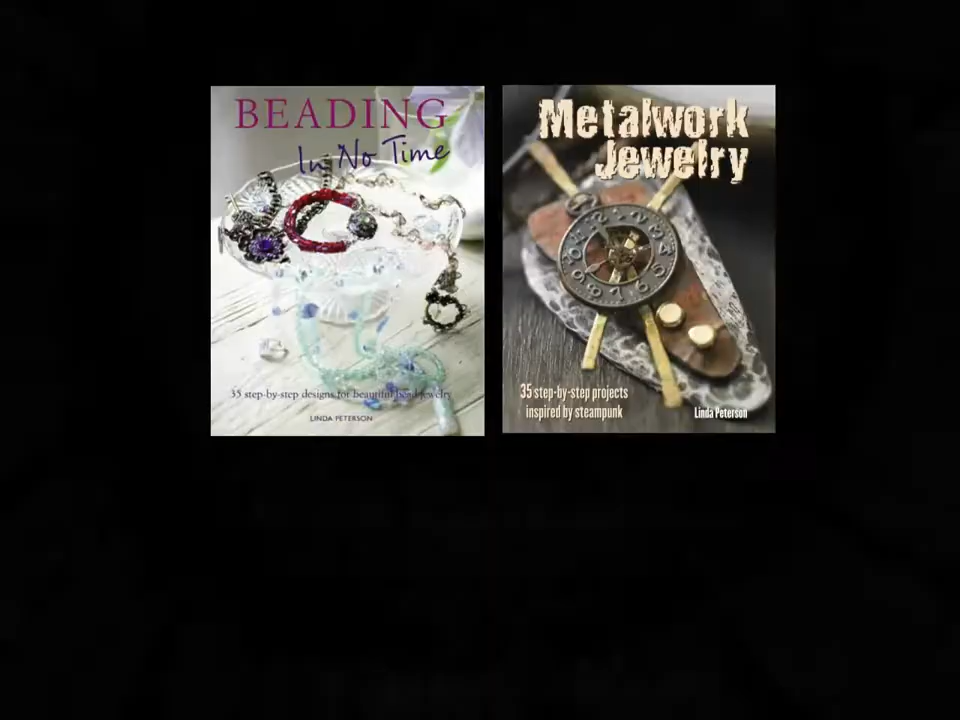 BEADING
In No Time
35 step-by-step designs for beautiful bead jewelry
LINDA PETERSON
Metalwork
Jewelry
35 step-by-step projects
inspired by steampunk
Linda Peterson